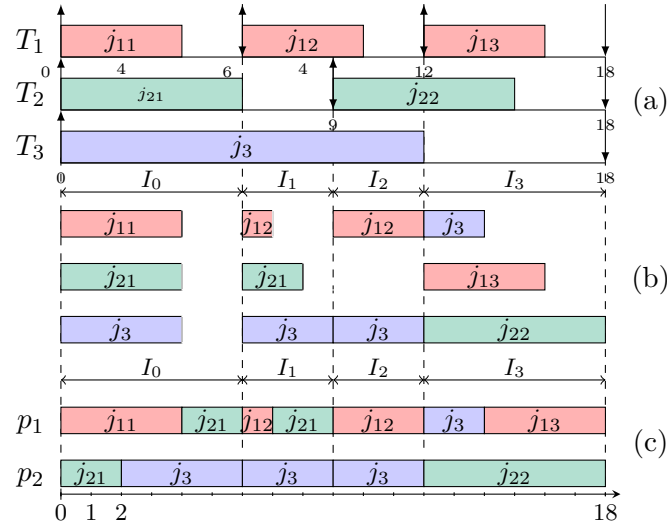 T1 j11 j12 j13
0 4 6 4 12 18
T2 j21 j22 (a)
9 18
T3 j3
0 18
I0 I1 I2 I3
j11 j12 j12 j3
j21 j21 j13 (b)
j3 j3 j3 j22
I0 I1 I2 I3
p1 j11 j21 j12 j21 j12 j3 j13
(c)
p2 j21 j3 j3 j3 j22
0 1 2 18